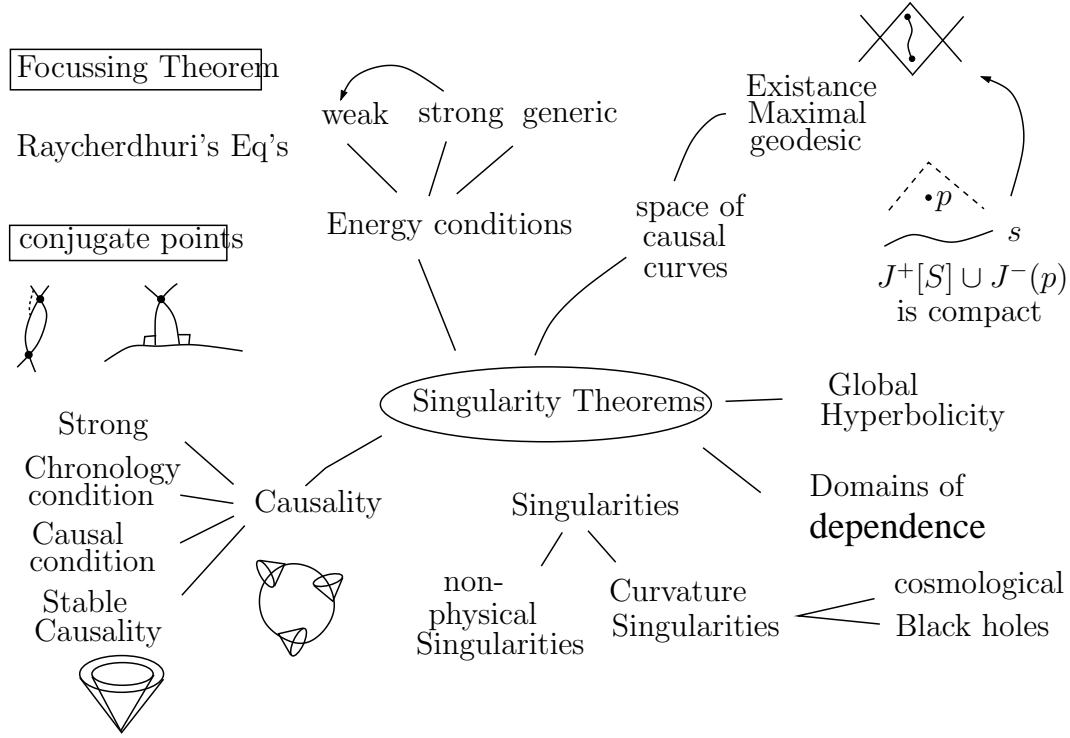 Focussing Theorem
Raycherdhuri's Eq's
conjugate points
weak strong generic
Energy conditions
Existance
Maximal
geodesic
space of
causal
curves
p
s
J⁺[S] ∪ J⁻(p)
is compact
Singularity Theorems
Global
Hyperbolicity
Domains of
dependence
Strong
Chronology
condition
Causal
condition
Stable
Causality
Causality
Singularities
non-
physical
Singularities
Curvature
Singularities
cosmological
Black holes